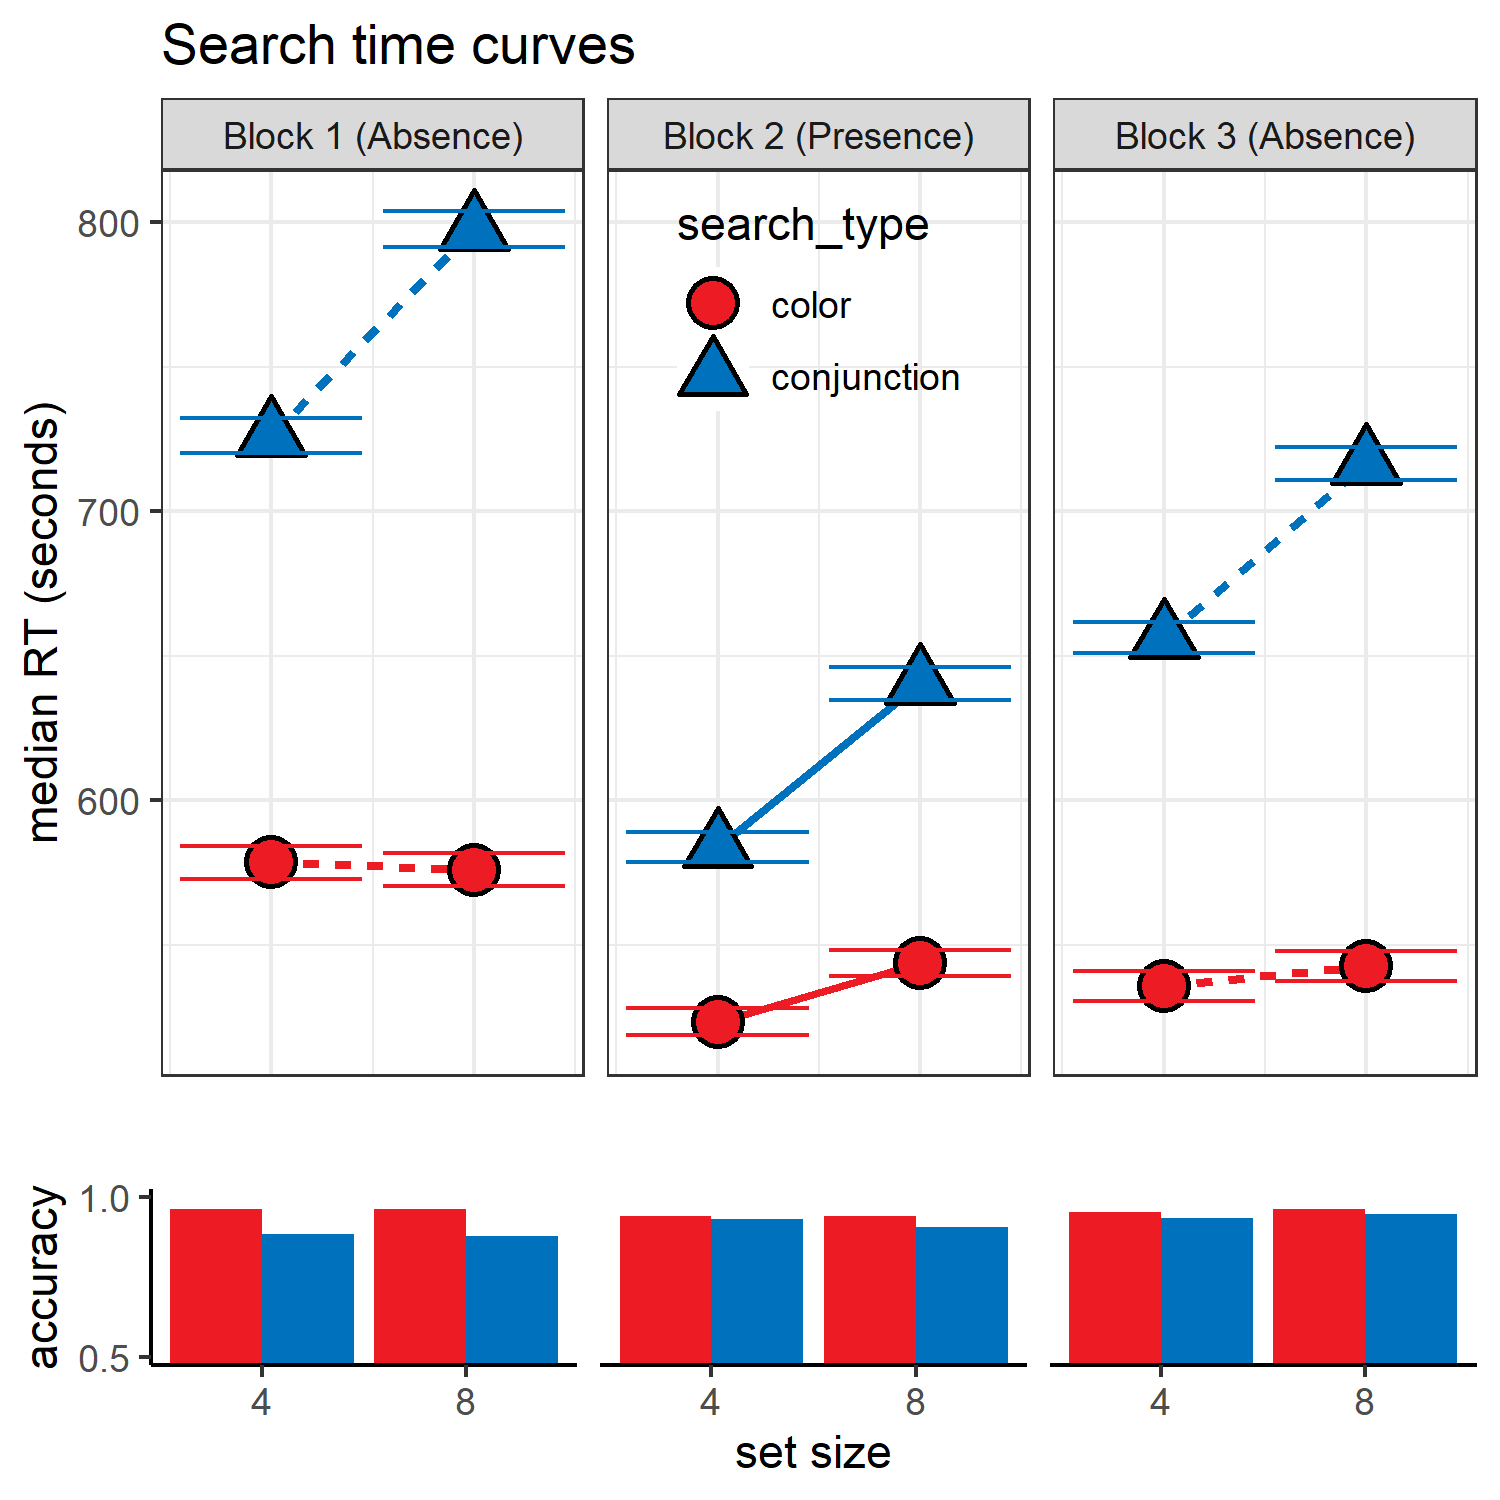 Search time curves
Block 1 (Absence)
Block 2 (Presence)
Block 3 (Absence)
800
700
600
median RT (seconds)
search_type
color
conjunction
1.0
0.5
accuracy
4
8
4
8
4
8
set size